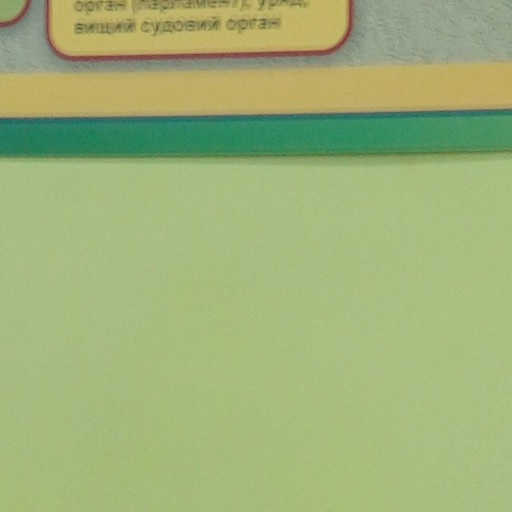 орган (парламент), уряд,
вищий судовий орган